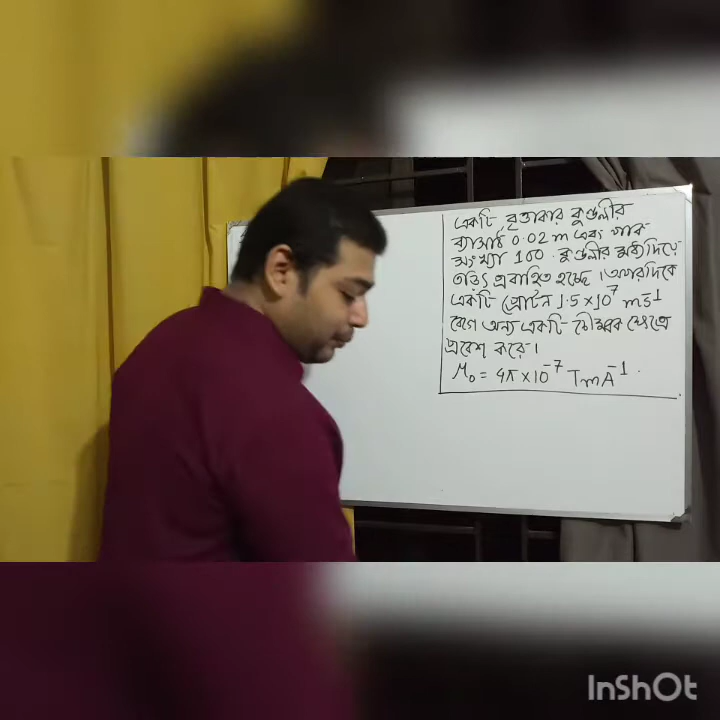 একটি বৃত্তাকার কুণ্ডলীর
ব্যাসার্ধ 0.02 m এবং পাক
সংখ্যা 100. কুণ্ডলীর মধ্যদিয়ে
তড়িৎ প্রবাহিত হচ্ছে। অপরদিকে
একটি প্রোটন 1.5 × 10⁷ ms⁻¹
বেগে অন্য একটি চৌম্বক ক্ষেত্রে
প্রবেশ করে।
μ₀ = 4π × 10⁻⁷ TmA⁻¹.
InShOt